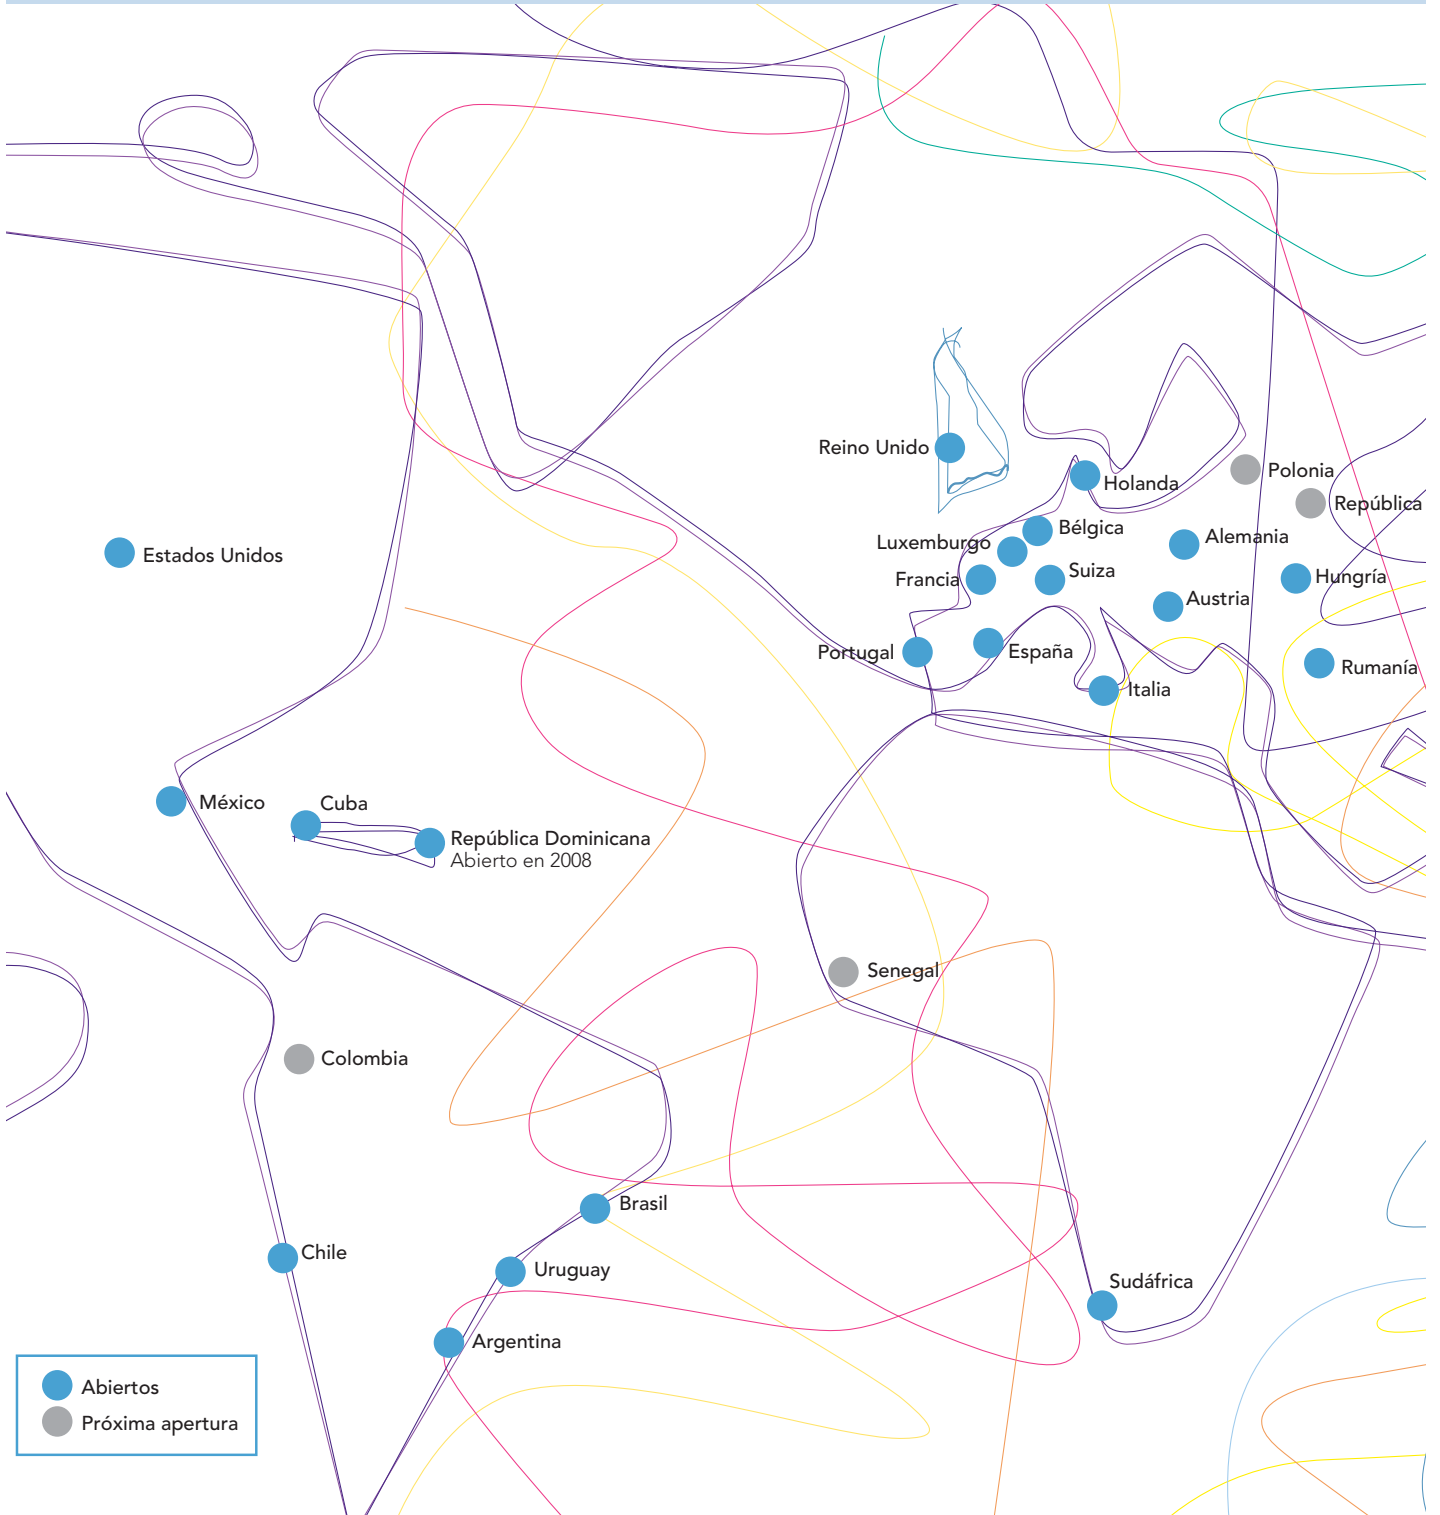 Reino Unido
Holanda
Polonia
República
Bélgica
Luxemburgo
Alemania
Estados Unidos
Francia
Suiza
Hungría
Austria
Portugal
España
Rumanía
Italia
México
Cuba
República Dominicana
Abierto en 2008
Senegal
Colombia
Brasil
Chile
Uruguay
Sudáfrica
Argentina
Abiertos
Próxima apertura